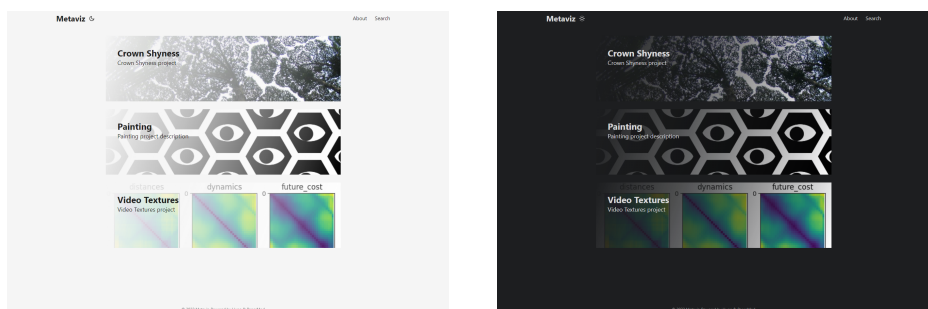 Metaviz
About Search
Crown Shyness
Crown Shyness project
Painting
Painting project description
distances dynamics future_cost
0 0
Video Textures
Video Textures project
Metaviz
About Search
Crown Shyness
Crown Shyness project
Painting
Painting project description
distances dynamics future_cost
0 0
Video Textures
Video Textures project